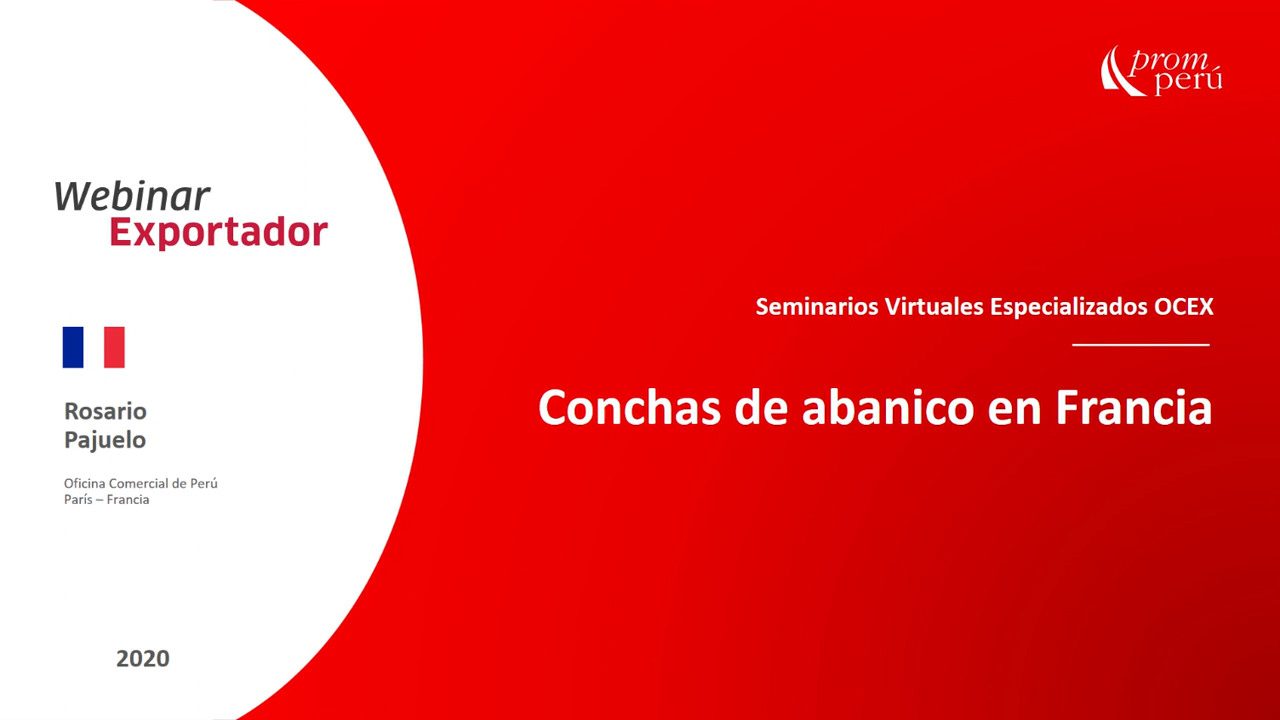 Webinar
Exportador
Rosario
Pajuelo
Oficina Comercial de Perú
París – Francia
2020
prom
perú
Seminarios Virtuales Especializados OCEX
Conchas de abanico en Francia